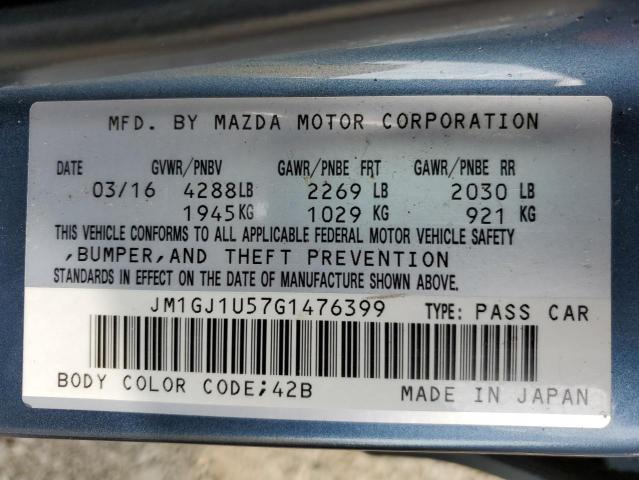 MFD. BY MAZDA MOTOR CORPORATION
DATE GVWR/PNBV GAWR/PNBE FRT GAWR/PNBE RR
03/16 4288LB 2269 LB 2030 LB
1945KG 1029 KG 921 KG
THIS VEHICLE CONFORMS TO ALL APPLICABLE FEDERAL MOTOR VEHICLE SAFETY
,BUMPER,AND THEFT PREVENTION
STANDARDS IN EFFECT ON THE DATE OF MANUFACTURE SHOWN ABOVE.
JM1GJ1U57G1476399 TYPE: PASS CAR
BODY COLOR CODE;42B MADE IN JAPAN